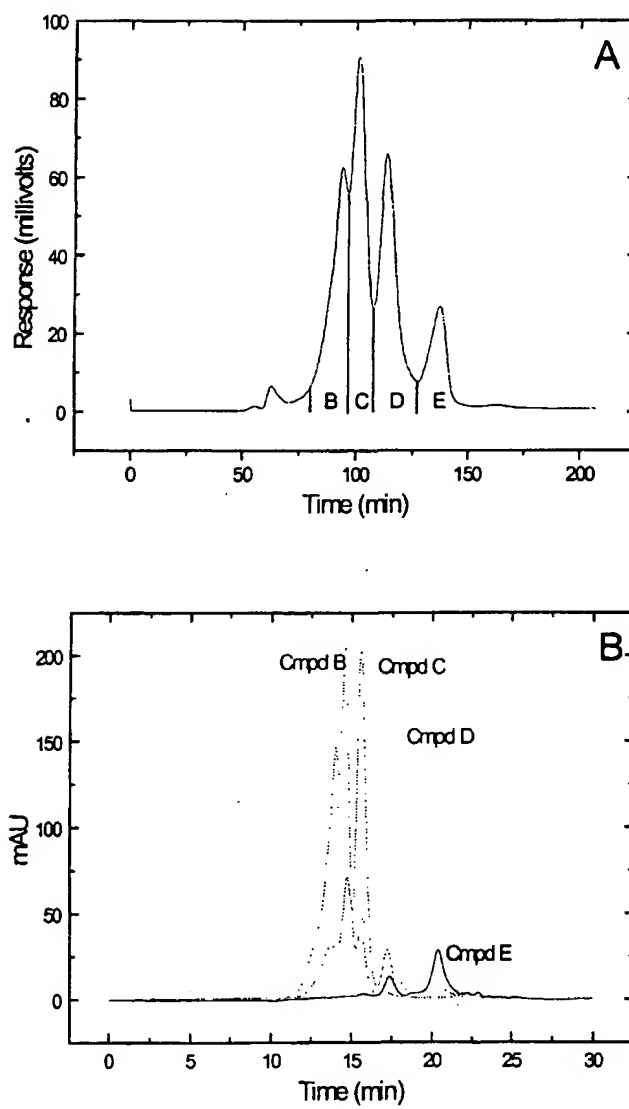 A
100
80
60
40
20
0
Response (millivolts)
B C D E
0 50 100 150 200
Time (min)
B
Cmpd B Cmpd C
Cmpd D
Cmpd E
200
150
100
50
0
mAU
0 5 10 15 20 25 30
Time (min)